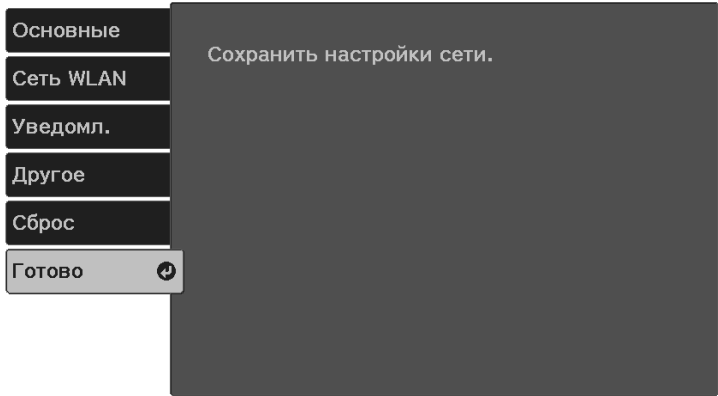 Основные
Сеть WLAN
Уведомл.
Другое
Сброс
Готово
Сохранить настройки сети.